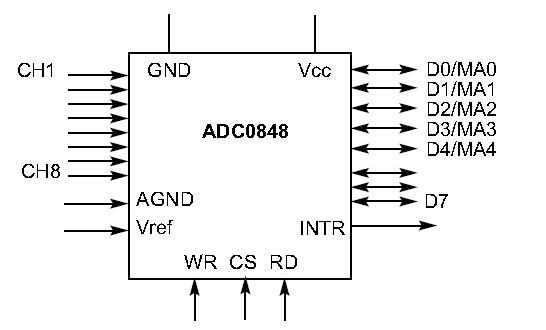 GND
Vcc
CH1
CH8
ADC0848
D0/MA0
D1/MA1
D2/MA2
D3/MA3
D4/MA4
D7
AGND
Vref
INTR
WR CS RD